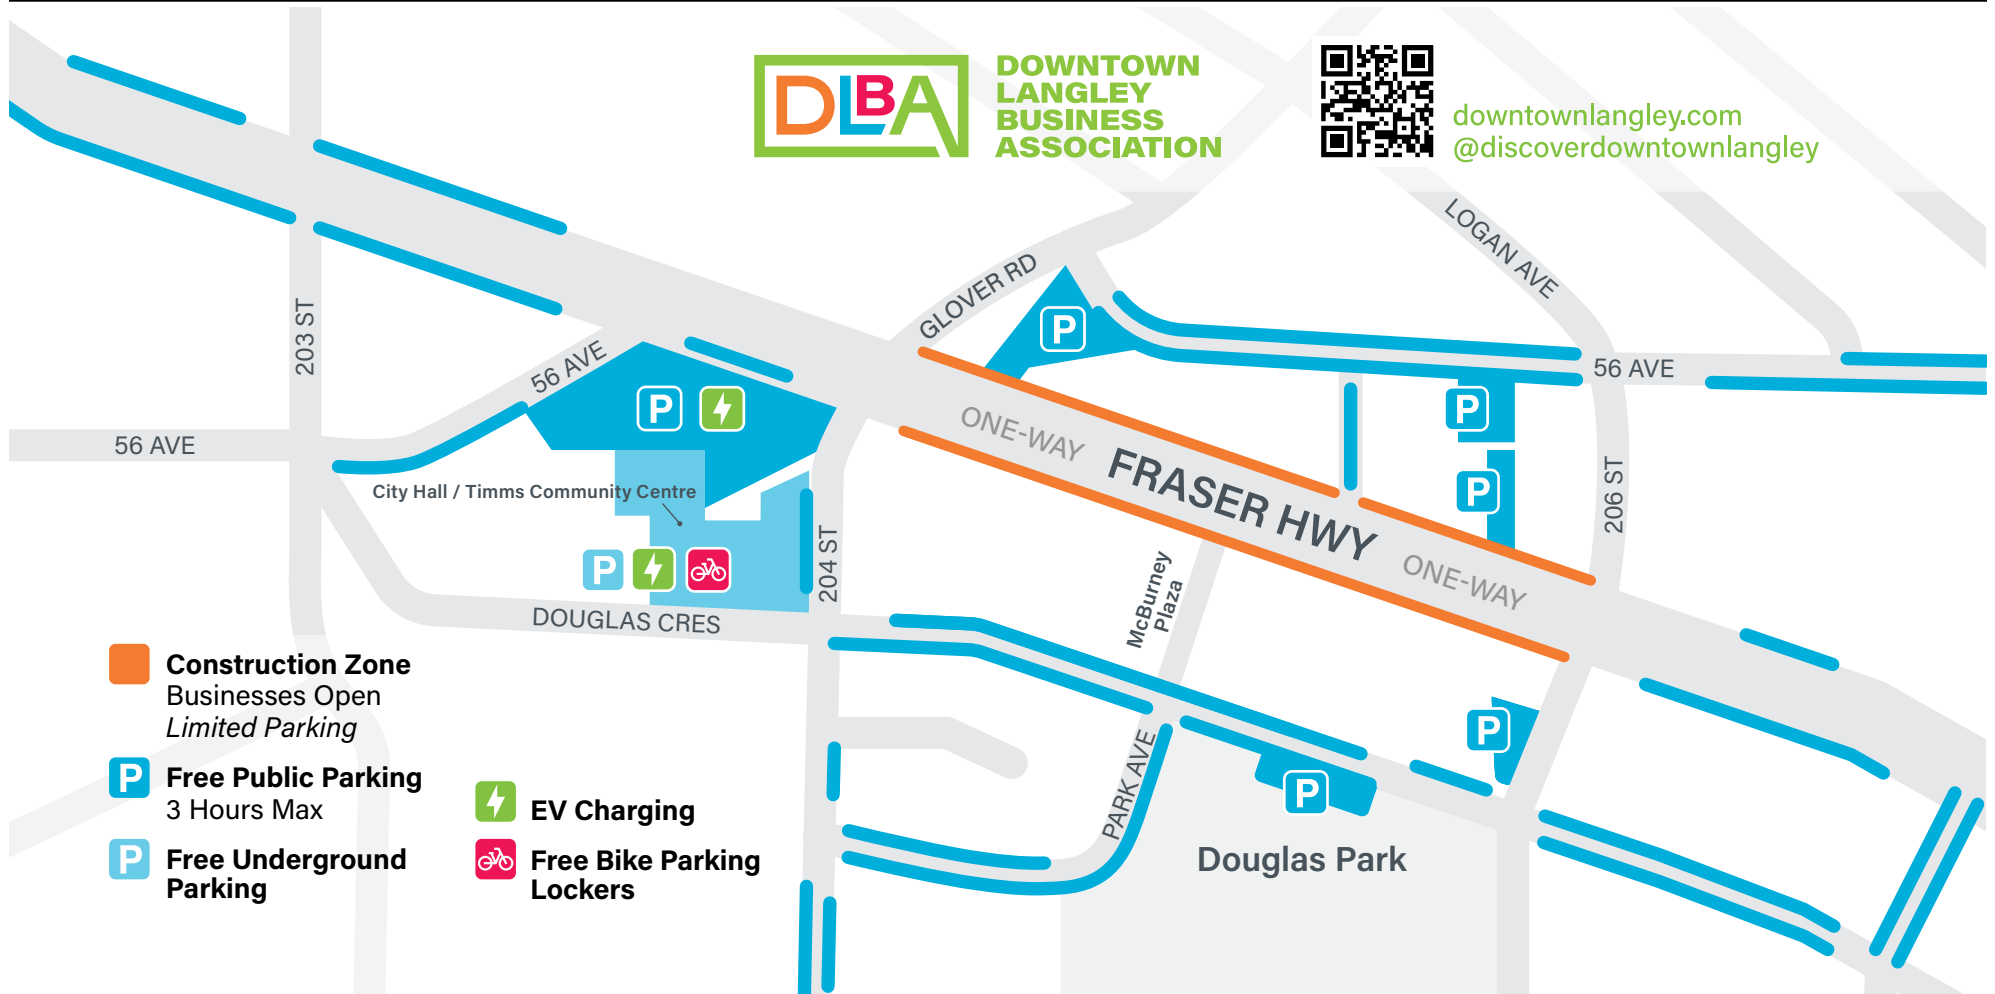 DLBA
DOWNTOWN
LANGLEY
BUSINESS
ASSOCIATION
downtownlangley.com
@discoverdowntownlangley
LOGAN AVE
GLOVER RD
203 ST
56 AVE
56 AVE
P
P
P
ONE-WAY
FRASER HWY
ONE-WAY
56 AVE
City Hall / Timms Community Centre
P
206 ST
P
204 ST
McBurney
Plaza
DOUGLAS CRES
Construction Zone
Businesses Open
Limited Parking
P
PARK AVE
P
P
Free Public Parking
3 Hours Max
EV Charging
P
Free Underground
Parking
Free Bike Parking
Lockers
Douglas Park